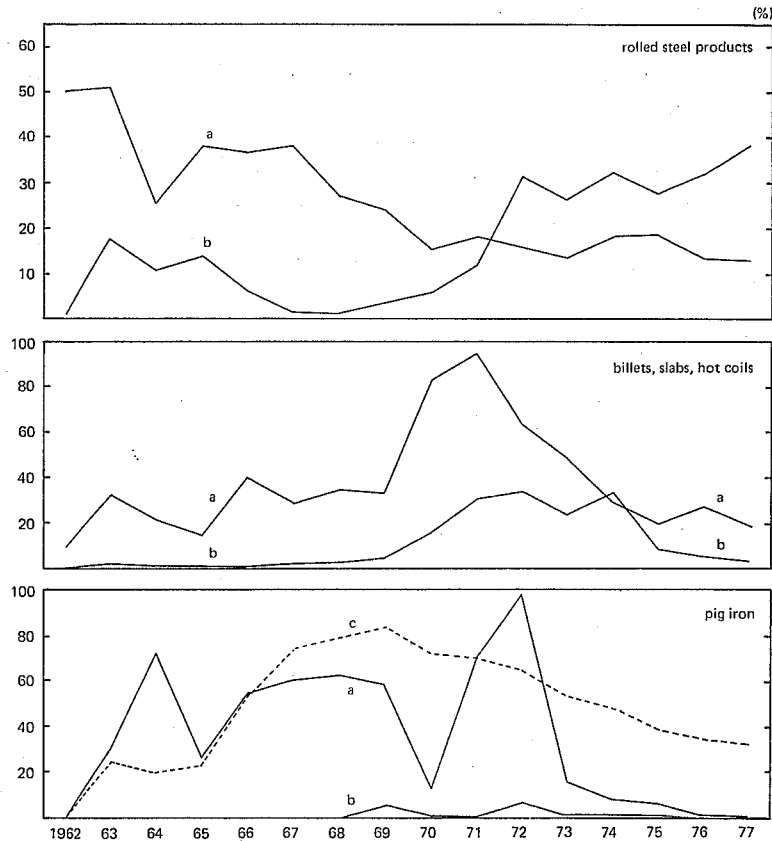 (%)
rolled steel products
60
50
40
30
20
10
a
b
billets, slabs, hot coils
100
80
60
40
20
a
b
a
b
pig iron
100
80
60
40
20
c
a
b
1962 63 64 65 66 67 68 69 70 71 72 73 74 75 76 77